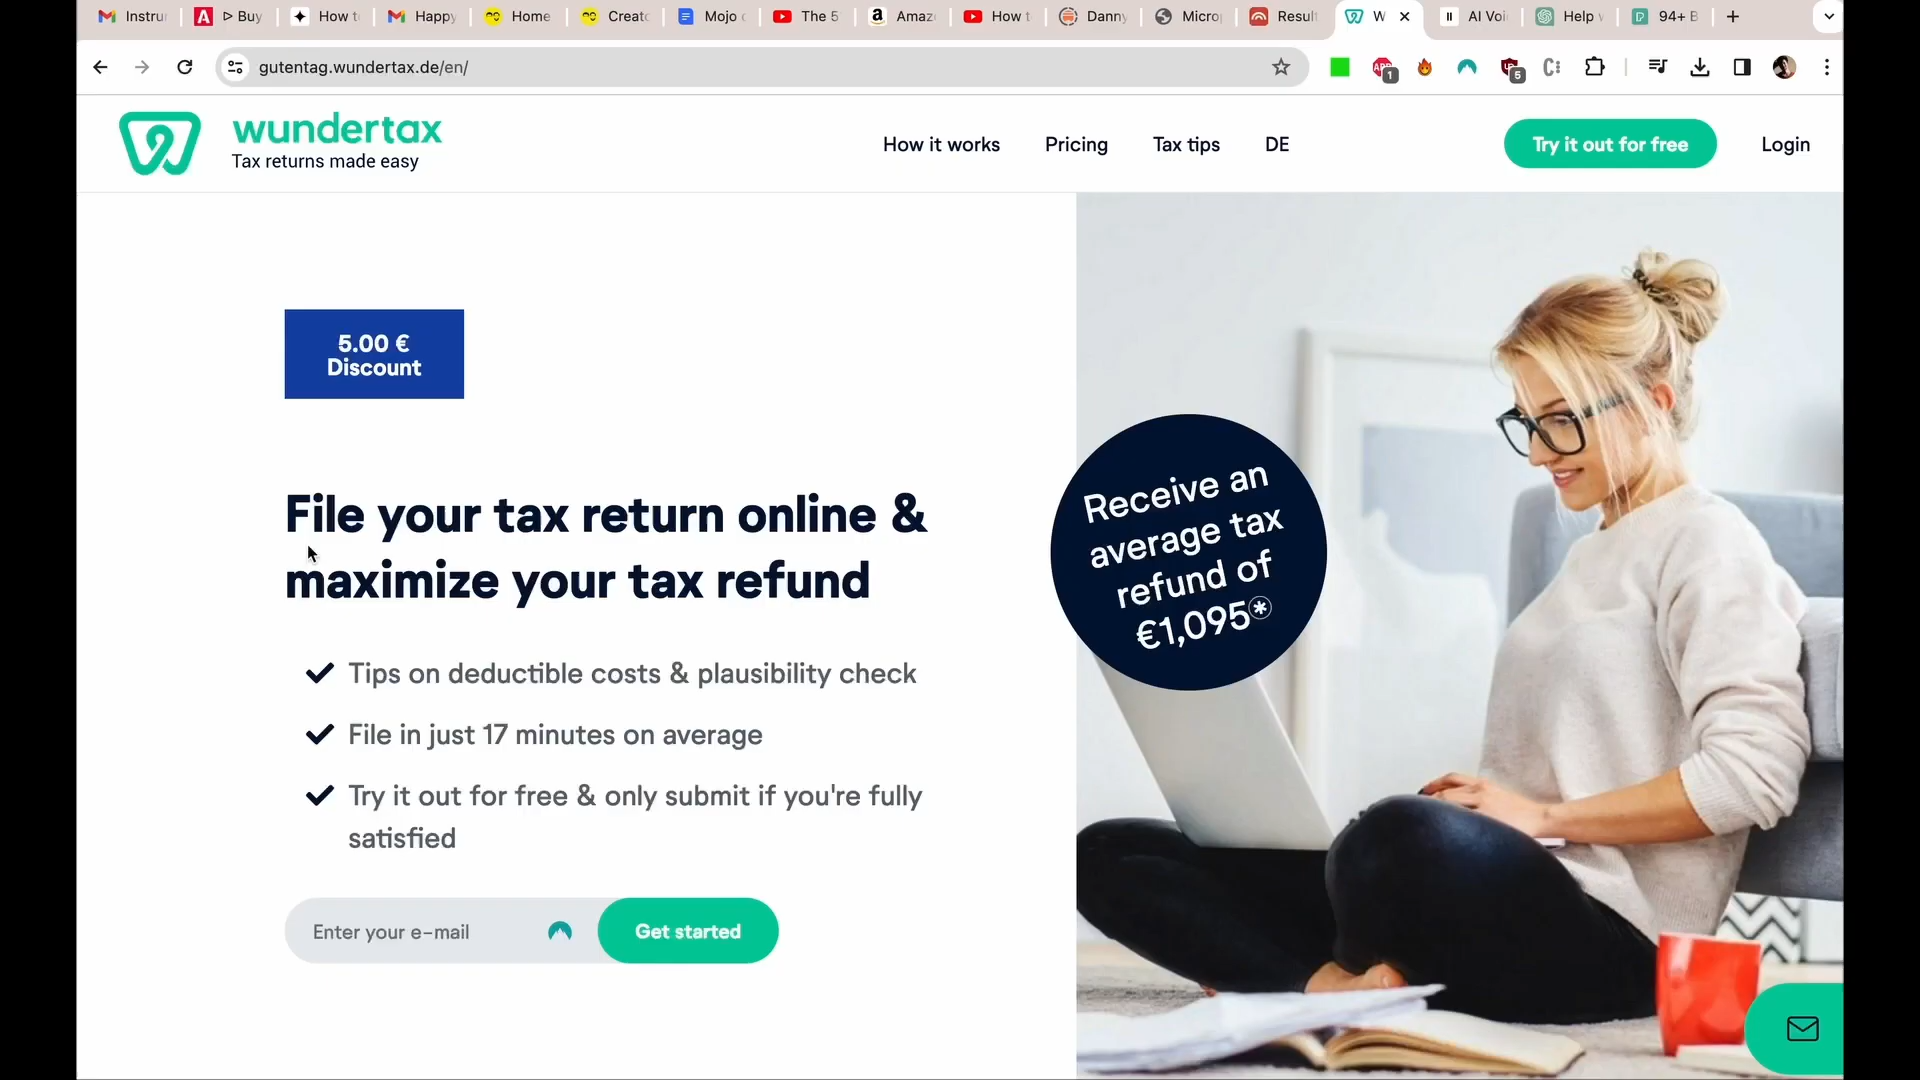 Instru
▷ Buy
How t
Happy
Home
Creato
Mojo
The 5
Amaz
How t
Danny
Micro
Resul
W
AI Voi
Help
94+ B
gutentag.wundertax.de/en/
1
5
wundertax
Tax returns made easy
How it works
Pricing
Tax tips
DE
Try it out for free
Login
5.00 €
Discount
File your tax return online &
maximize your tax refund
Receive an
average tax
refund of
€1,095*
Tips on deductible costs & plausibility check
File in just 17 minutes on average
Try it out for free & only submit if you're fully
satisfied
Enter your e-mail
Get started